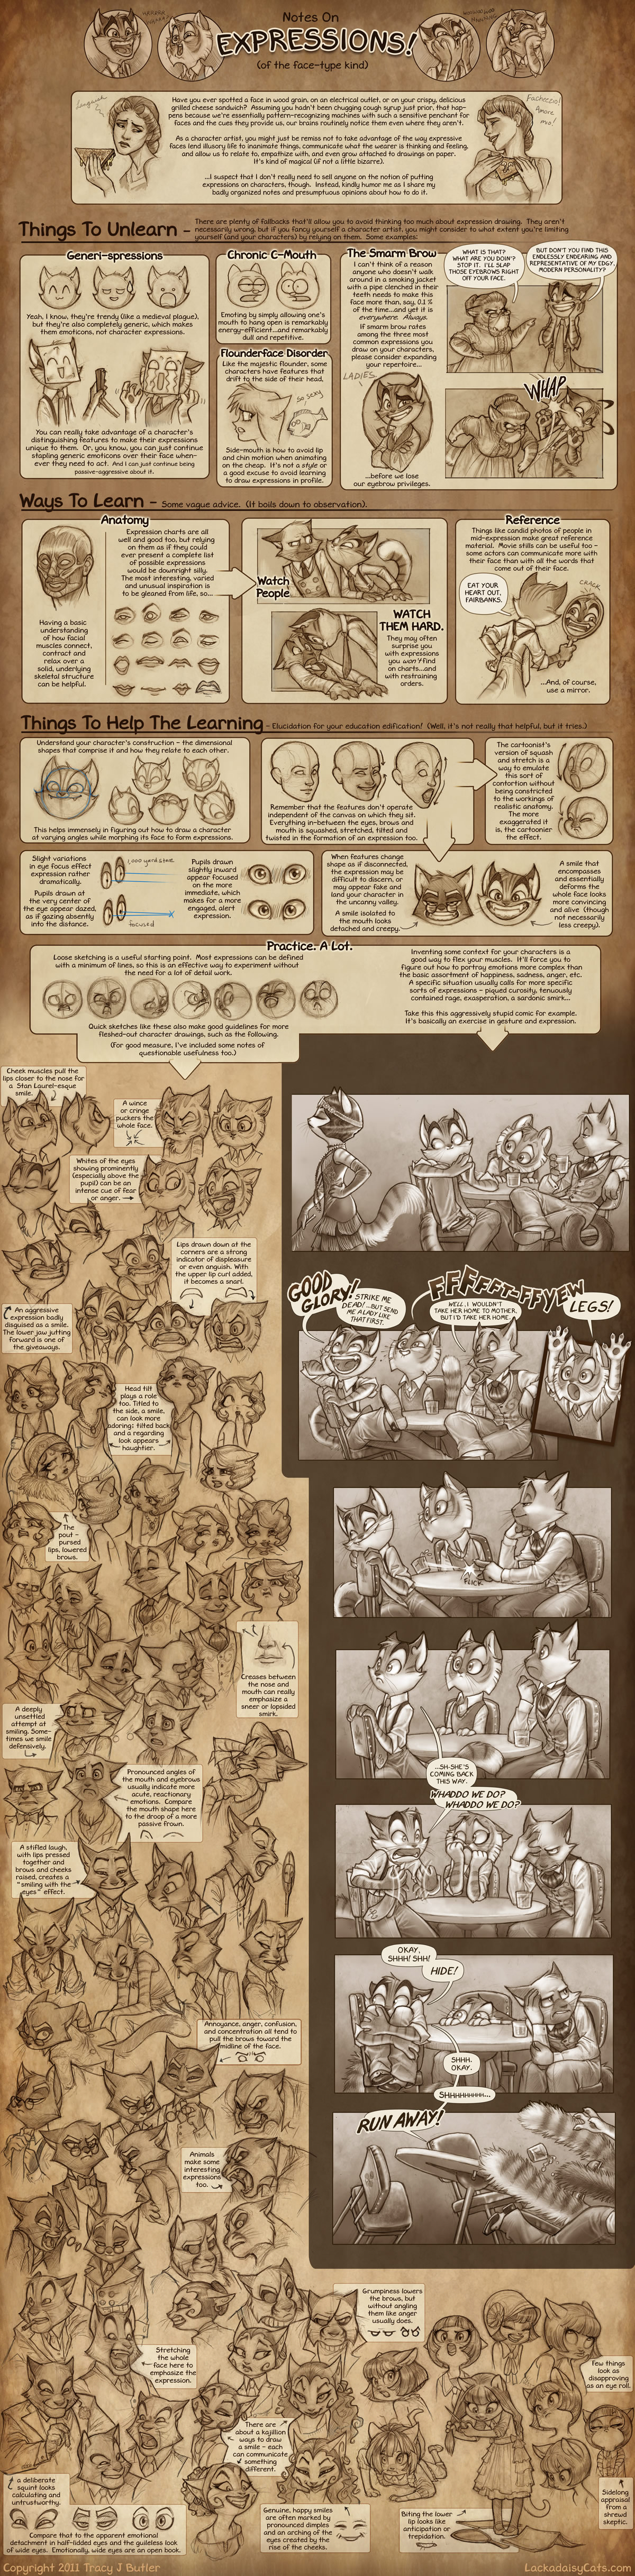 Notes On
EXPRESSIONS!
(of the face-type kind)
Have you ever spotted a face in wood grain, on an electrical outlet, or on your crispy, delicious
grilled cheese sandwich? Assuming you hadn't been chugging cough syrup just prior, that hap-
pens because we're essentially pattern-recognizing machines with such a sensitive penchant for
faces and the cues they provide us, our brains routinely notice them even where they aren't.
As a character artist, you might just be remiss not to take advantage of the way expressive
faces lend illusory life to inanimate things, communicate what the wearer is thinking and feeling,
and allow us to relate to, empathize with, and even grow attached to drawings on paper.
It's kind of magical (if not a little bizarre).
...I suspect that I don't really need to sell anyone on the notion of putting
expressions on characters, though. Instead, kindly humor me as I share my
badly organized notes and presumptuous opinions about how to do it.
Things To Unlearn –
There are plenty of fallbacks that'll allow you to avoid thinking too much about expression drawing. They aren't
necessarily wrong, but if you fancy yourself a character artist, you might consider to what extent you're limiting
yourself (and your characters) by relying on them. Some examples:
Generi-spressions
Yeah, I know, they're trendy (like a medieval plague),
but they're also completely generic, which makes
them emoticons, not character expressions.
You can really take advantage of a character's
distinguishing features to make their expressions
unique to them. Or, you know, you can just continue
stapling generic emotions over their face when-
ever they need to act. And I can just continue being
passive-aggressive about it.
Chronic C-Mouth
Emoting by simply allowing one's
mouth to hang open is remarkably
energy-efficient...and remarkably
dull and repetitive.
Flounderface Disorder
Like the majestic flounder, some
characters have features that
drift to the side of their head.
so sexy
Side-mouth is how to avoid lip
and chin motion when animating
on the cheap. It's not a style or
a good excuse to avoid learning
to draw expressions in profile.
The Smarm Brow
I can't think of a reason
anyone who doesn't walk
around in a smoking jacket
with a pipe clenched in their
teeth needs to make this
face more than, say, 0.1 %
of the time...and yet it is
everywhere. Always.
If smarm brow rates
among the three most
common expressions you
draw on your characters,
please consider expanding
your repertoire...
LADIES.
...before we lose
our eyebrow privileges.
WHAT IS THAT?
WHAT ARE YOU DOIN'?
STOP IT. I'LL SLAP
THOSE EYEBROWS RIGHT
OFF YOUR FACE.
BUT DON'T YOU FIND THIS
ENDLESSLY ENDEARING AND
REPRESENTATIVE OF MY EDGY,
MODERN PERSONALITY?
WHAP
Ways To Learn – Some vague advice. (It boils down to observation).
Anatomy
Having a basic
understanding
of how facial
muscles connect,
contract and
relax over a
solid, underlying
skeletal structure
can be helpful.
Expression charts are all
well and good too, but relying
on them as if they could
ever present a complete list
of possible expressions
would be downright silly.
The most interesting, varied
and unusual inspiration is
to be gleaned from life, so...
Watch
People
WATCH
THEM HARD.
They may often
surprise you
with expressions
you won't find
on charts...and
with restraining
orders.
Reference
Things like candid photos of people in
mid-expression make great reference
material. Movie stills can be useful too -
some actors can communicate more with
their face than with all the words that
come out of their face.
EAT YOUR
HEART OUT,
FAIRBANKS.
CRACK
...And, of course,
use a mirror.
Things To Help The Learning – Elucidation for your education edification! (Well, it's not really that helpful, but it tries.)
Understand your character's construction - the dimensional
shapes that comprise it and how they relate to each other.
This helps immensely in figuring out how to draw a character
at varying angles while morphing its face to form expressions.
Remember that the features don't operate
independent of the canvas on which they sit.
Everything in-between the eyes, brows and
mouth is squashed, stretched, tilted and
twisted in the formation of an expression too.
The cartoonist's
version of squash
and stretch is a
way to emulate
this sort of
contortion without
being constricted
to the workings of
realistic anatomy.
The more
exaggerated it
is, the cartoonier
the effect.
Slight variations
in eye focus effect
expression rather
dramatically.
Pupils drawn at
the very center of
the eye appear dazed,
as if gazing absently
into the distance.
1,000 yard stare
focused
Pupils drawn
slightly inward
appear focused
on the more
immediate, which
makes for a more
engaged, alert
expression.
When features change
shape as if disconnected,
the expression may be
difficult to discern, or
may appear fake and
land your character in
the uncanny valley.
A smile isolated
to the mouth looks
detached and creepy.
A smile that
encompasses
and essentially
deforms the
whole face looks
more convincing
and alive (though
not necessarily
less creepy).
Practice. A Lot.
Loose sketching is a useful starting point. Most expressions can be defined
with a minimum of lines, so this is an effective way to experiment without
the need for a lot of detail work.
Quick sketches like these also make good guidelines for more
fleshed-out character drawings, such as the following.
(For good measure, I've included some notes of
questionable usefulness too.)
Inventing some context for your characters is a
good way to flex your muscles. It'll force you to
figure out how to portray emotions more complex than
the basic assortment of happiness, sadness, anger, etc.
A specific situation usually calls for more specific
sorts of expressions - piqued curiosity, tenuously
contained rage, exasperation, a sardonic smirk...
Take this this aggressively stupid comic for example.
It's basically an exercise in gesture and expression.
Cheek muscles pull the
lips closer to the nose for
a Stan Laurel-esque
smile.
A wince
or cringe
puckers the
whole face.
Whites of the eyes
showing prominently
(especially above the
pupil) can be an
intense cue of fear
or anger.
Lips drawn down at the
corners are a strong
indicator of displeasure
or even anguish. With
the upper lip curl added,
it becomes a snarl.
An aggressive
expression badly
disguised as a smile.
The lower jaw jutting
forward is one of
the giveaways.
Head tilt
plays a role
too. Tilted to
the side, a smile,
can look more
adoring; tilted back
and a regarding
look appears
haughtier.
The
pout -
pursed
lips, lowered
brows.
Creases between
the nose and
mouth can really
emphasize a
sneer or lopsided
smirk.
A deeply
unsettled
attempt at
smiling. Some-
times we smile
defensively.
Pronounced angles of
the mouth and eyebrows
usually indicate more
acute, reactionary
emotions. Compare
the mouth shape here
to the droop of a more
passive frown.
A stifled laugh,
with lips pressed
together and
brows and cheeks
raised, creates a
"smiling with the
eyes" effect.
Annoyance, anger, confusion,
and concentration all tend to
pull the brows toward the
midline of the face.
Animals
make some
interesting
expressions
too.
GOOD
GLORY!
STRIKE ME
DEAD! ...BUT SEND
ME A LADY LIKE
THAT FIRST.
FFFFFT-FFYEW
WELL, I WOULDN'T
TAKE HER HOME TO MOTHER,
BUT I'D TAKE HER HOME.
LEGS!
FLICK
...SH-SHE'S
COMING BACK
THIS WAY.
WHADDO WE DO?
WHADDO WE DO?
OKAY.
SHHH! SHH!
HIDE!
SHHH.
OKAY.
SHHHHHHHHH...
RUN AWAY!
Grumpiness lowers
the brows, but
without angling
them like anger
usually does.
Stretching
the whole
face here to
emphasize the
expression.
Few things
look as
disapproving
as an eye roll.
There are
about a kajillion
ways to draw
a smile - each
can communicate
something
different.
a deliberate
squint looks
calculating and
untrustworthy.
Compare that to the apparent emotional
detachment in half-lidded eyes and the guileless look
of wide eyes. Emotionally, wide eyes are an open book.
Genuine, happy smiles
are often marked by
pronounced dimples
and an arching of the
eyes created by the
rise of the cheeks.
Biting the lower
lip looks like
anticipation or
trepidation.
Sidelong
appraisal
from a
shrewd
skeptic.
Copyright 2011 Tracy J Butler
LackadaisyCats.com